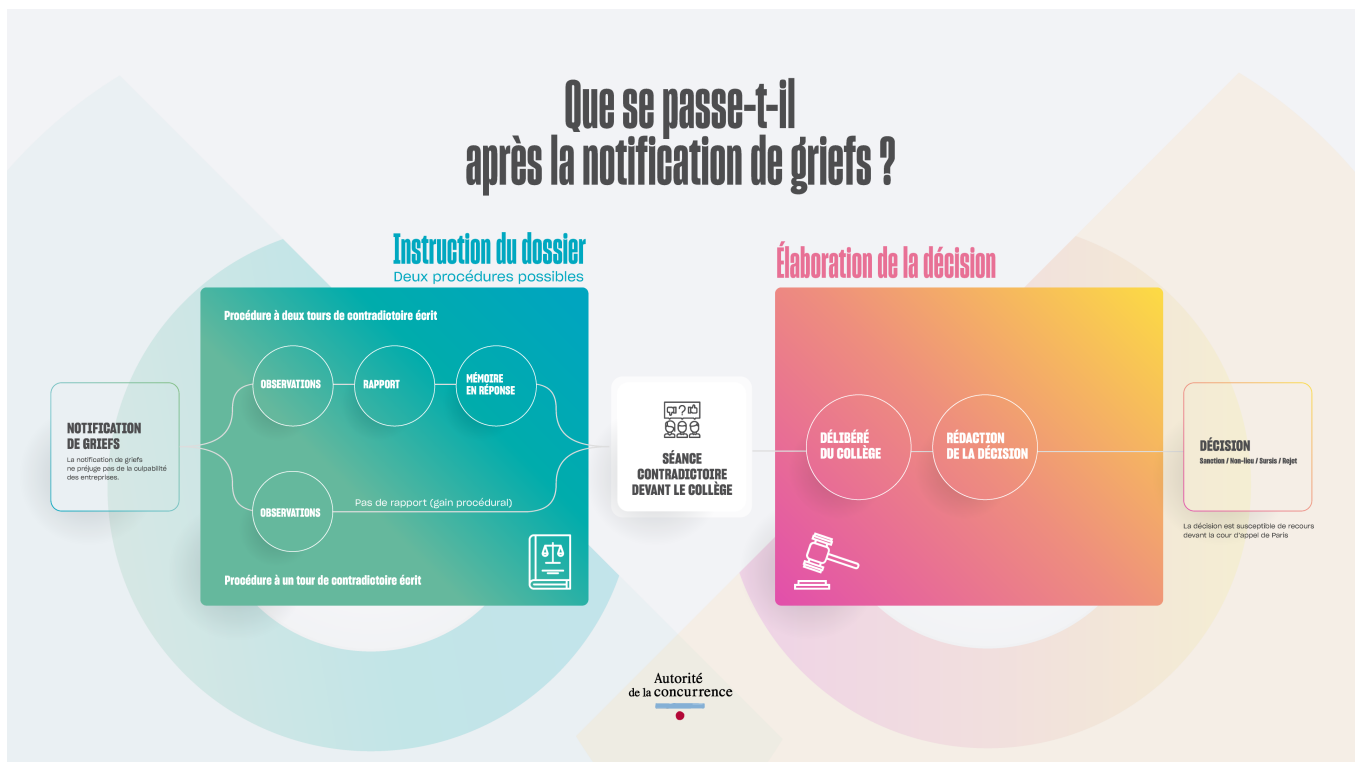 Que se passe-t-il
après la notification de griefs ?
Instruction du dossier
Deux procédures possibles
Élaboration de la décision
Procédure à deux tours de contradictoire écrit
OBSERVATIONS
RAPPORT
MÉMOIRE
EN RÉPONSE
NOTIFICATION
DE GRIEFS
La notification de griefs
ne préjuge pas de la culpabilité
des entreprises.
OBSERVATIONS
Pas de rapport (gain procédural)
Procédure à un tour de contradictoire écrit
?
SÉANCE
CONTRADICTOIRE
DEVANT LE COLLÈGE
DÉLIBÉRÉ
DU COLLÈGE
RÉDACTION
DE LA DÉCISION
DÉCISION
Sanction / Non-lieu / Sursis / Rejet
La décision est susceptible de recours
devant la cour d'appel de Paris
Autorité
de la concurrence